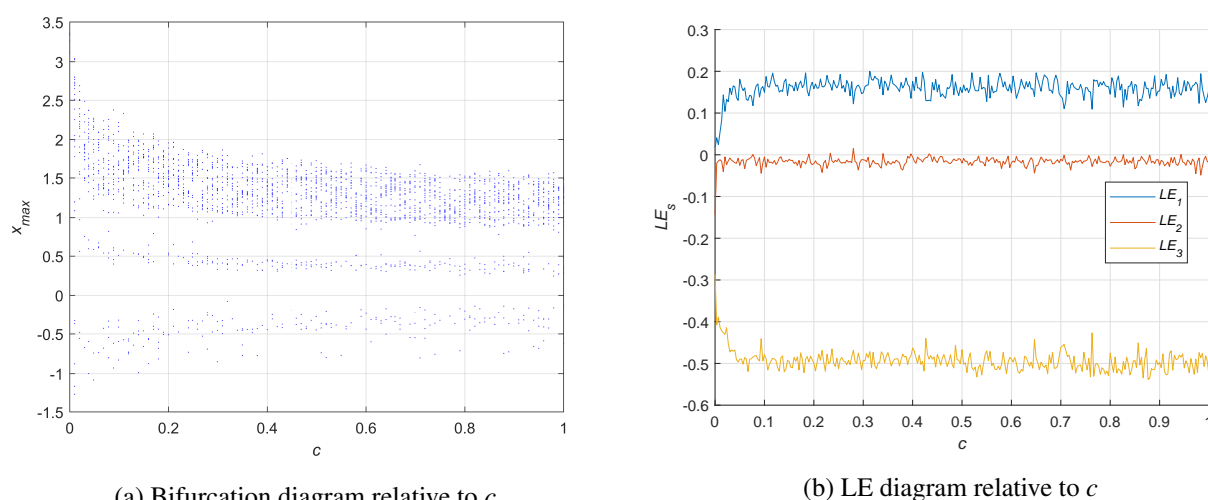 3.5
3
2.5
2
1.5
1
0.5
0
-0.5
-1
-1.5
x_max
0 0.2 0.4 0.6 0.8 1
c
(a) Bifurcation diagram relative to c
0.3
0.2
0.1
0
-0.1
-0.2
-0.3
-0.4
-0.5
-0.6
LE_s
LE_1
LE_2
LE_3
0 0.1 0.2 0.3 0.4 0.5 0.6 0.7 0.8 0.9 1
c
(b) LE diagram relative to c